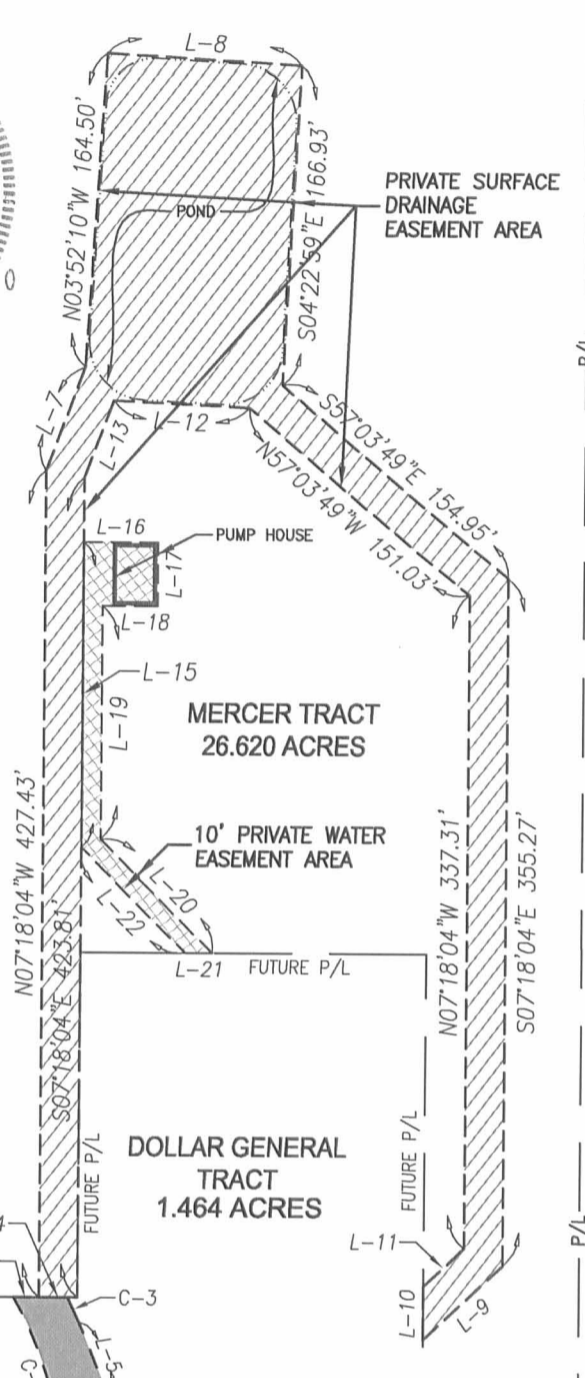 L-8
N03°52'10"W 164.50'
S04°22'59"E 166.93'
PRIVATE SURFACE
DRAINAGE
EASEMENT AREA
POND
P/L
L-7
L-13
L-12
S57°03'49"E 154.95'
N57°03'49"W 151.03'
L-16
PUMP HOUSE
L-17
L-18
L-15
L-19
MERCER TRACT
26.620 ACRES
10' PRIVATE WATER
EASEMENT AREA
L-20
L-22
L-21 FUTURE P/L
N07°18'04"W 427.43'
S07°18'04"E 423.81'
N07°18'04"W 337.31'
S07°18'04"E 355.27'
FUTURE P/L
DOLLAR GENERAL
TRACT
1.464 ACRES
FUTURE P/L
L-11
L-10
L-9
P/L
C-3
L-5